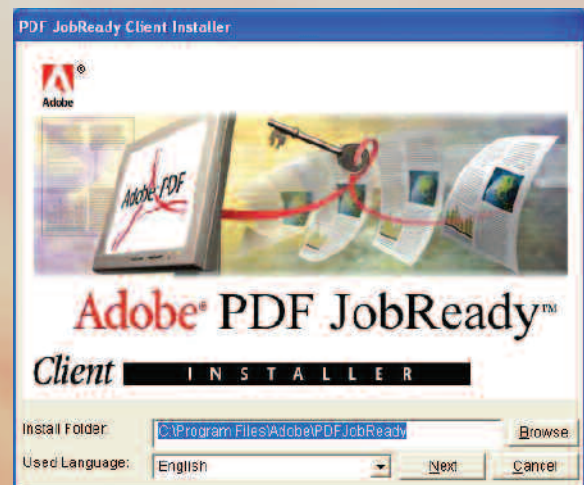 PDF JobReady Client Installer
Adobe
Adobe PDF
Adobe® PDF JobReady™
Client INSTALLER
Install Folder: C:\Program Files\Adobe\PDFJobReady Browse
Used Language: English Next Cancel